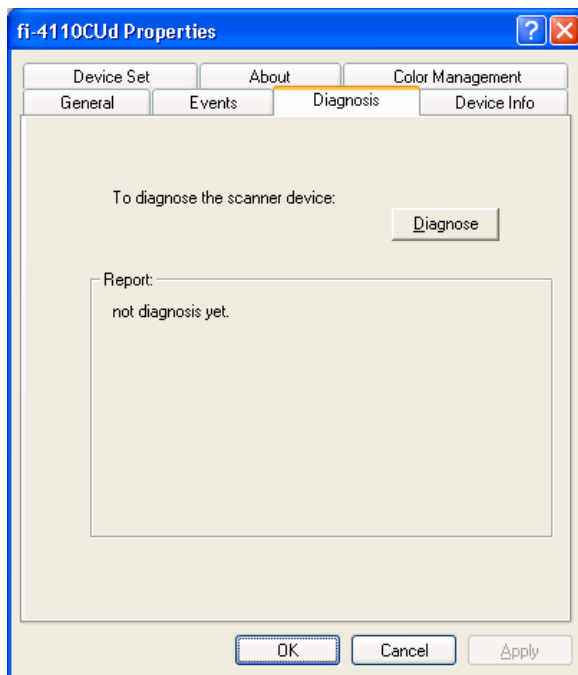 fi-4110CUd Properties
Device Set About Color Management
General Events Diagnosis Device Info
To diagnose the scanner device:
Diagnose
Report:
not diagnosis yet.
OK Cancel Apply